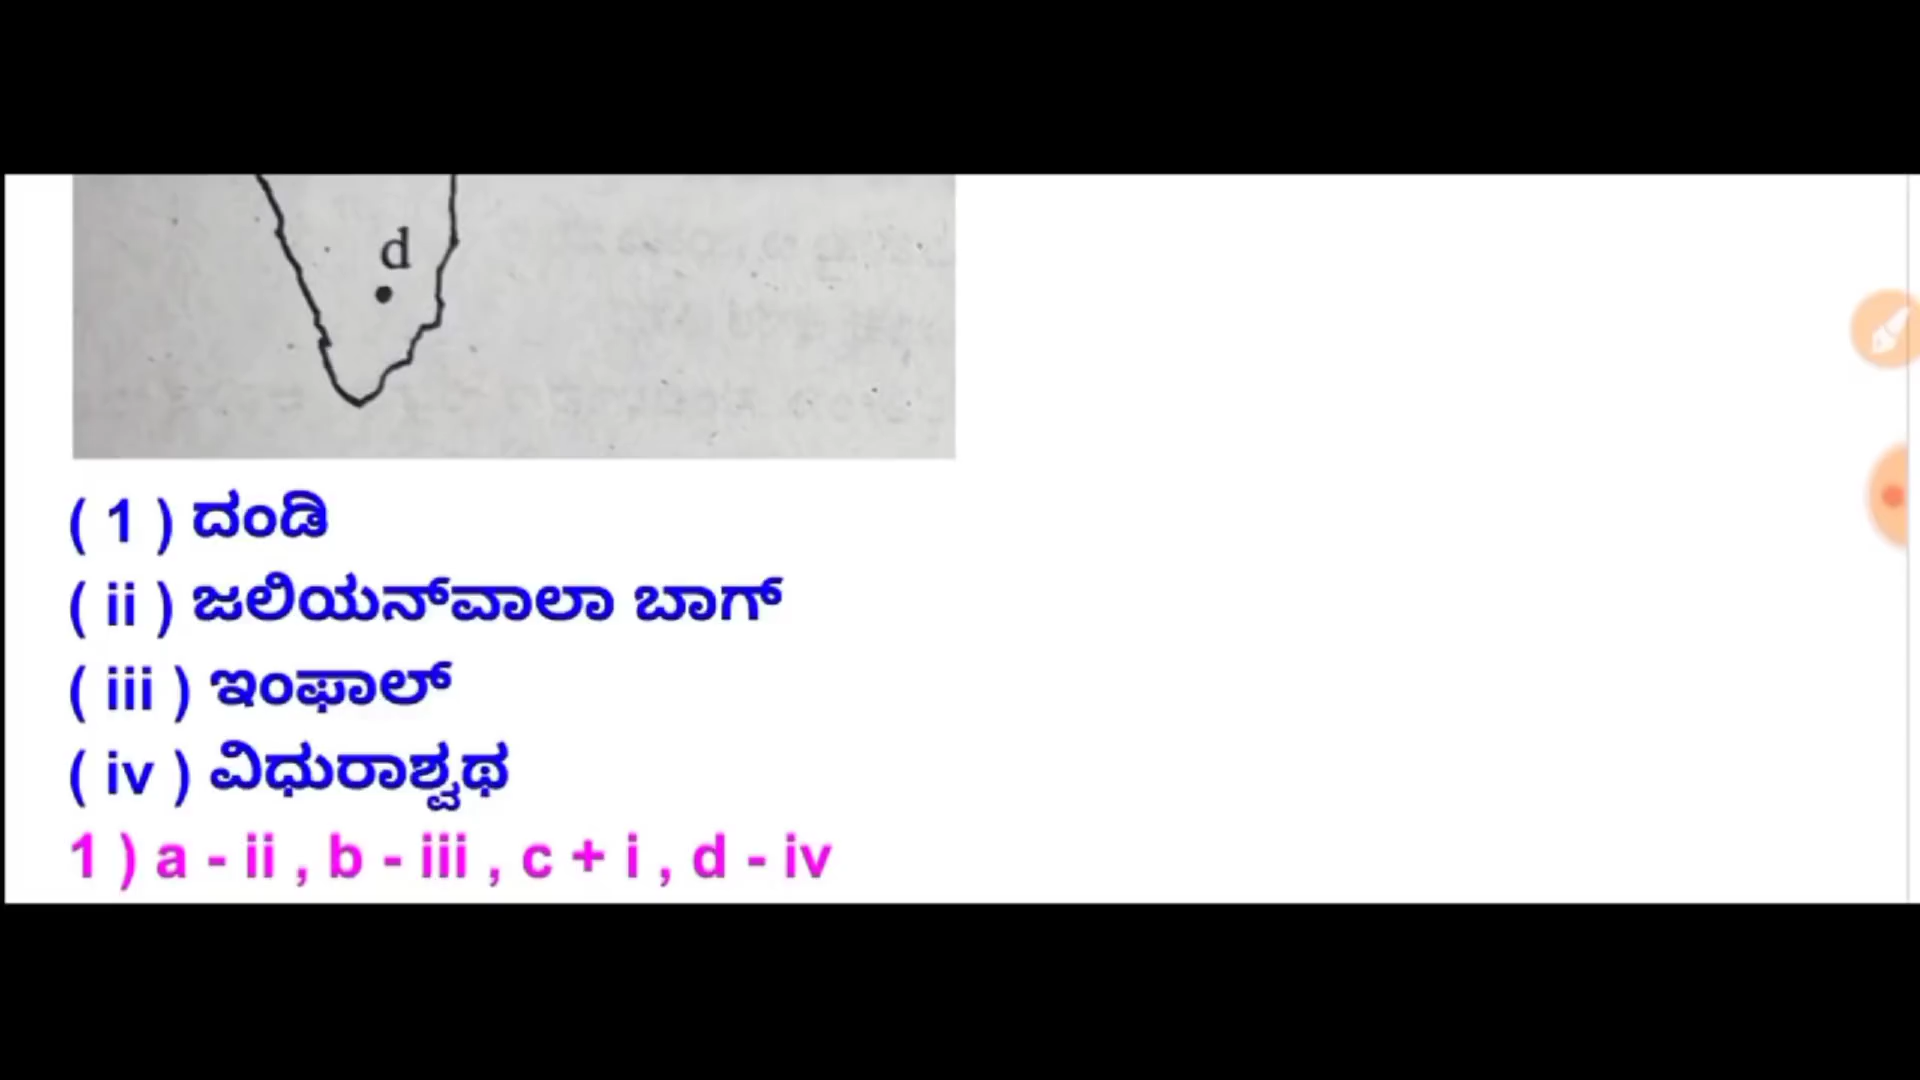 d
( 1 ) ದಂಡಿ
( ii ) ಜಲಿಯನ್‌ವಾಲಾ ಬಾಗ್
( iii ) ಇಂಫಾಲ್
( iv ) ವಿಧುರಾಶ್ವಥ
1 ) a - ii , b - iii , c + i , d - iv